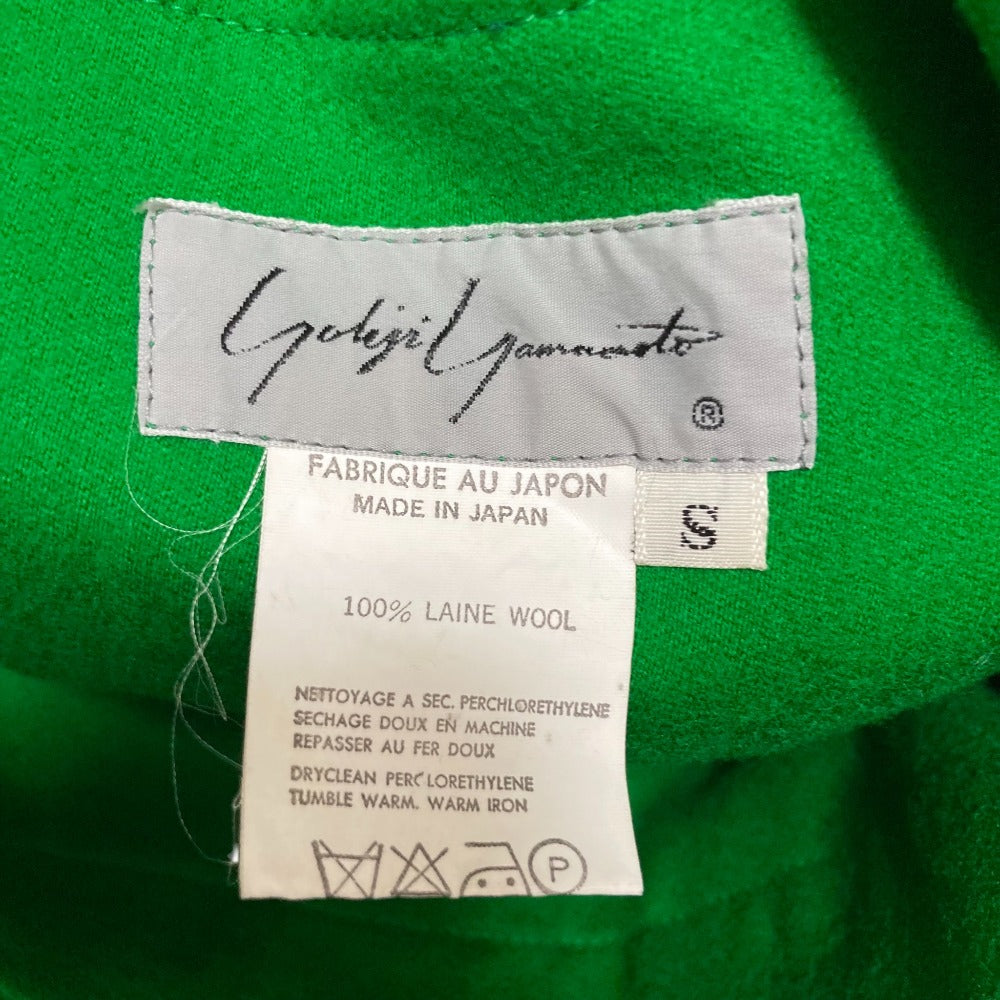 Yohji Yamamoto
®
FABRIQUE AU JAPON
MADE IN JAPAN
S
100% LAINE WOOL
NETTOYAGE A SEC. PERCHLORETHYLENE
SECHAGE DOUX EN MACHINE
REPASSER AU FER DOUX
DRYCLEAN PERCLORETHYLENE
TUMBLE WARM. WARM IRON
P